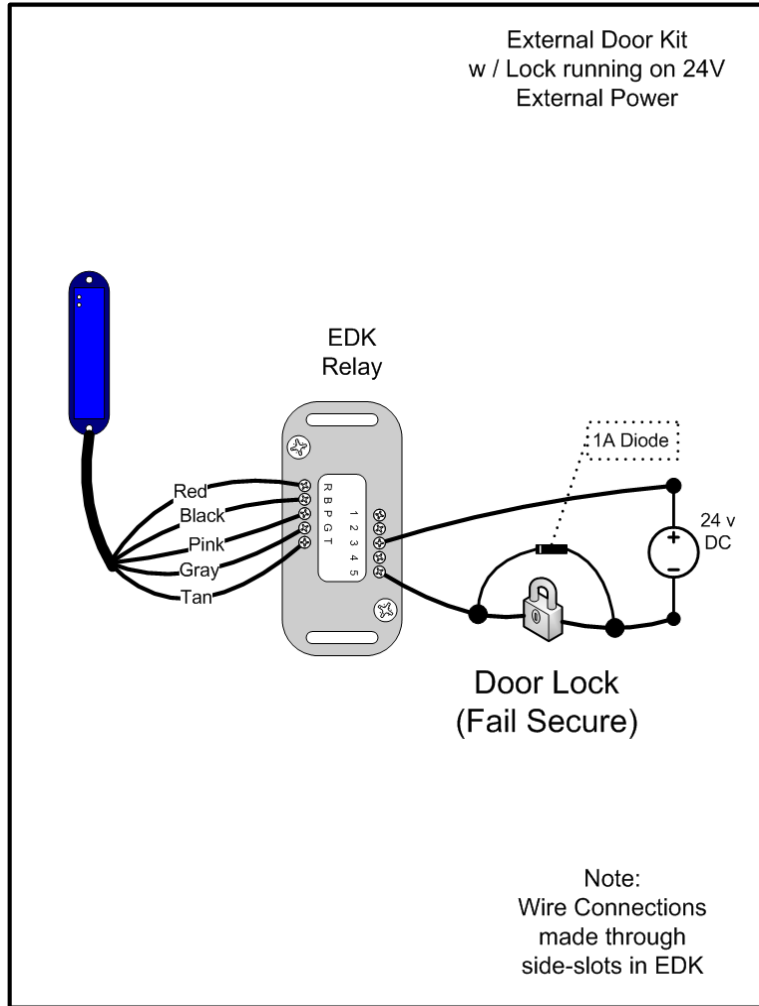 External Door Kit
w / Lock running on 24V
External Power
EDK
Relay
1A Diode
Red
Black
Pink
Gray
Tan
R B P G T
1 2 3 4 5
24 v
DC
+
–
Door Lock
(Fail Secure)
Note:
Wire Connections
made through
side-slots in EDK